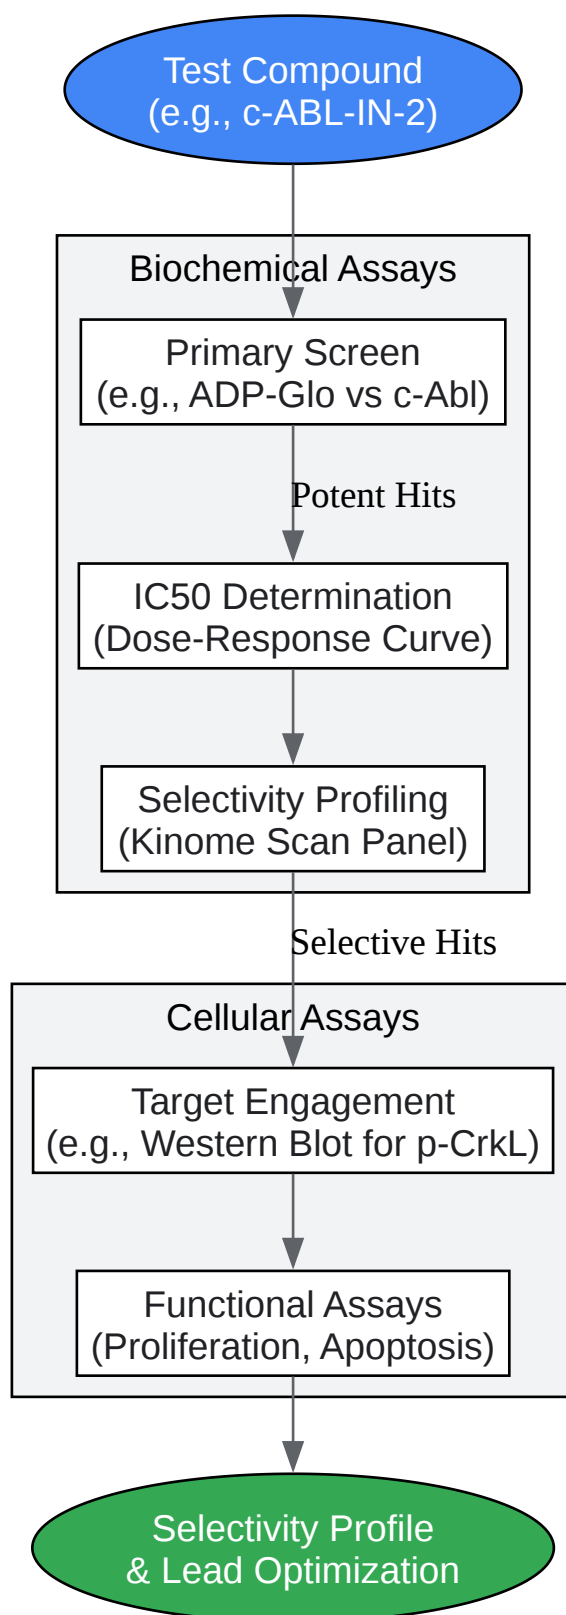 Test Compound
(e.g., c-ABL-IN-2)
Biochemical Assays
Primary Screen
(e.g., ADP-Glo vs c-Abl)
Potent Hits
IC50 Determination
(Dose-Response Curve)
Selectivity Profiling
(Kinome Scan Panel)
Selective Hits
Cellular Assays
Target Engagement
(e.g., Western Blot for p-CrkL)
Functional Assays
(Proliferation, Apoptosis)
Selectivity Profile
& Lead Optimization